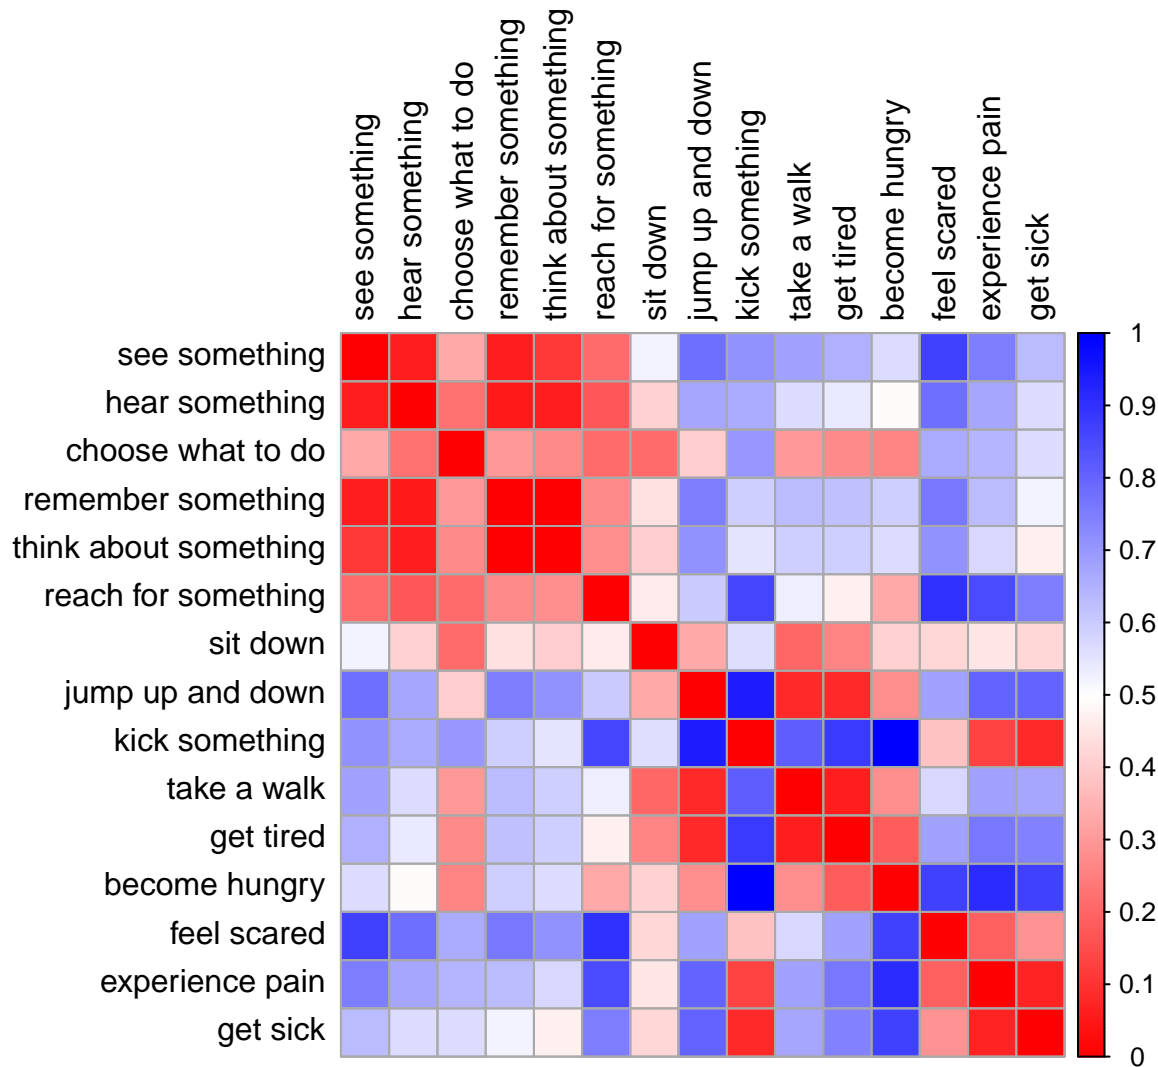 see something
hear something
choose what to do
remember something
think about something
reach for something
sit down
jump up and down
kick something
take a walk
get tired
become hungry
feel scared
experience pain
get sick
see something
hear something
choose what to do
remember something
think about something
reach for something
sit down
jump up and down
kick something
take a walk
get tired
become hungry
feel scared
experience pain
get sick
1
0.9
0.8
0.7
0.6
0.5
0.4
0.3
0.2
0.1
0